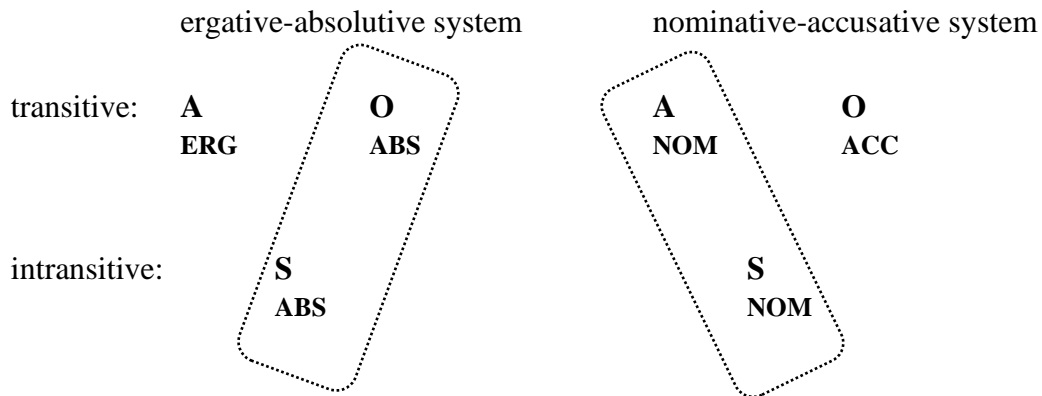 ergative-absolutive system nominative-accusative system
transitive: A O A O
ERG ABS NOM ACC
intransitive: S S
ABS NOM